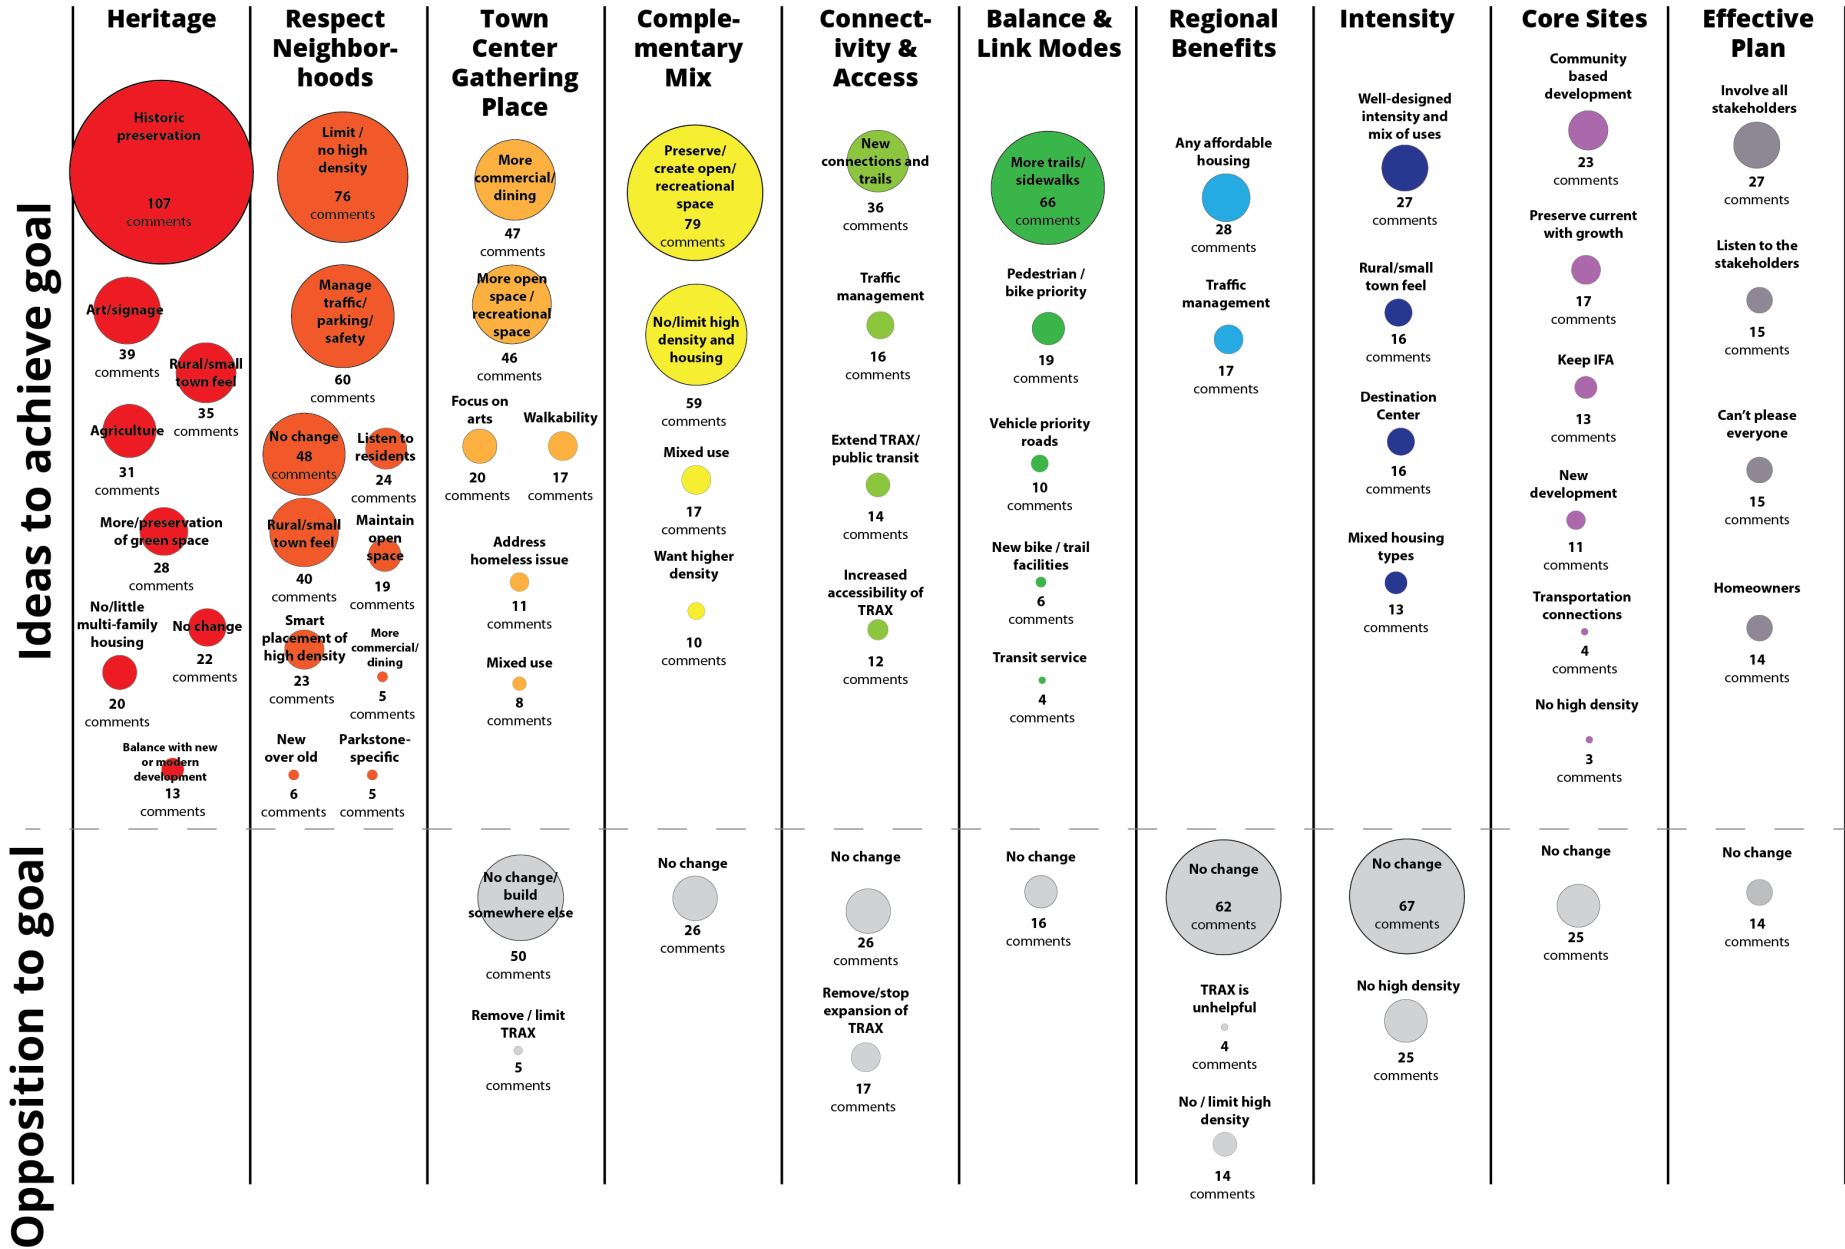 Ideas to achieve goal
Opposition to goal
Heritage
Historic
preservation
107
comments
Art/signage
39
comments
Rural/small
town feel
35
comments
Agriculture
31
comments
More/preservation
of green space
28
comments
No/little
multi-family
housing
20
comments
No change
22
comments
Balance with new
or modern
development
13
comments
Respect
Neighbor-
hoods
Limit /
no high
density
76
comments
Manage
traffic/
parking/
safety
60
comments
No change
48
comments
Listen to
residents
24
comments
Rural/small
town feel
40
comments
Maintain
open
space
19
comments
Smart
placement of
high density
23
comments
More
commercial/
dining
5
comments
New
over old
6
comments
Parkstone-
specific
5
comments
Town
Center
Gathering
Place
More
commercial/
dining
47
comments
More open
space /
recreational
space
46
comments
Focus on
arts
20
comments
Walkability
17
comments
Address
homeless issue
11
comments
Mixed use
8
comments
No change/
build
somewhere else
50
comments
Remove / limit
TRAX
5
comments
Comple-
mentary
Mix
Preserve/
create open/
recreational
space
79
comments
No/limit high
density and
housing
59
comments
Mixed use
17
comments
Want higher
density
10
comments
No change
26
comments
Connect-
ivity &
Access
New
connections and
trails
36
comments
Traffic
management
16
comments
Extend TRAX/
public transit
14
comments
Increased
accessibility of
TRAX
12
comments
No change
26
comments
Remove/stop
expansion of
TRAX
17
comments
Balance &
Link Modes
More trails/
sidewalks
66
comments
Pedestrian /
bike priority
19
comments
Vehicle priority
roads
10
comments
New bike / trail
facilities
6
comments
Transit service
4
comments
No change
16
comments
Regional
Benefits
Any affordable
housing
28
comments
Traffic
management
17
comments
No change
62
comments
TRAX is
unhelpful
4
comments
No / limit high
density
14
comments
Intensity
Well-designed
intensity and
mix of uses
27
comments
Rural/small
town feel
16
comments
Destination
Center
16
comments
Mixed housing
types
13
comments
No change
67
comments
No high density
25
comments
Core Sites
Community
based
development
23
comments
Preserve current
with growth
17
comments
Keep IFA
13
comments
New
development
11
comments
Transportation
connections
4
comments
No high density
3
comments
No change
25
comments
Effective
Plan
Involve all
stakeholders
27
comments
Listen to the
stakeholders
15
comments
Can't please
everyone
15
comments
Homeowners
14
comments
No change
14
comments